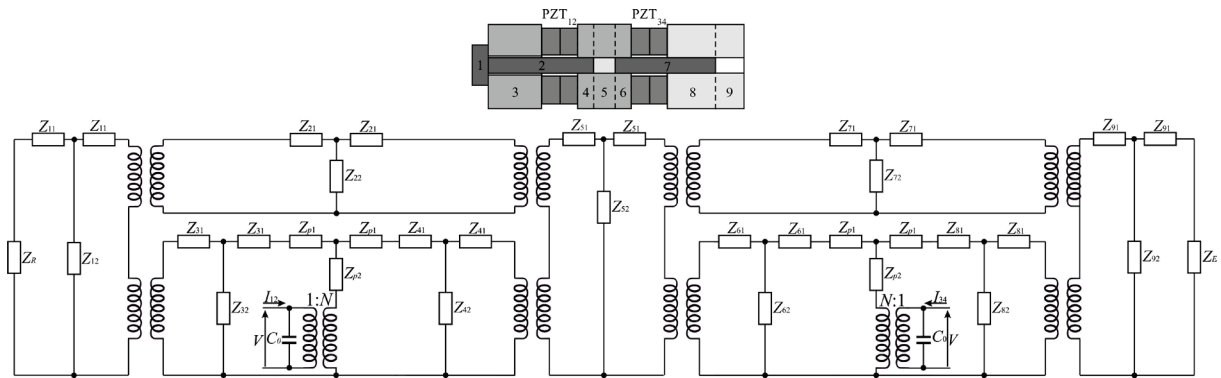 PZT12 PZT34
1 2 7
3 4 5 6 8 9
Z11 Z11 Z21 Z21 Z51 Z51 Z71 Z71 Z91 Z91
Z22 Z72
Z52
Z31 Z31 Zp1 Zp1 Z41 Z41 Z61 Z61 Zp1 Zp1 Z81 Z81
ZR Z12 Zp2 Zp2 Z92 ZE
I12 1:N N:1 I34
Z32 Z42 Z62 Z82
V C0 C0 V